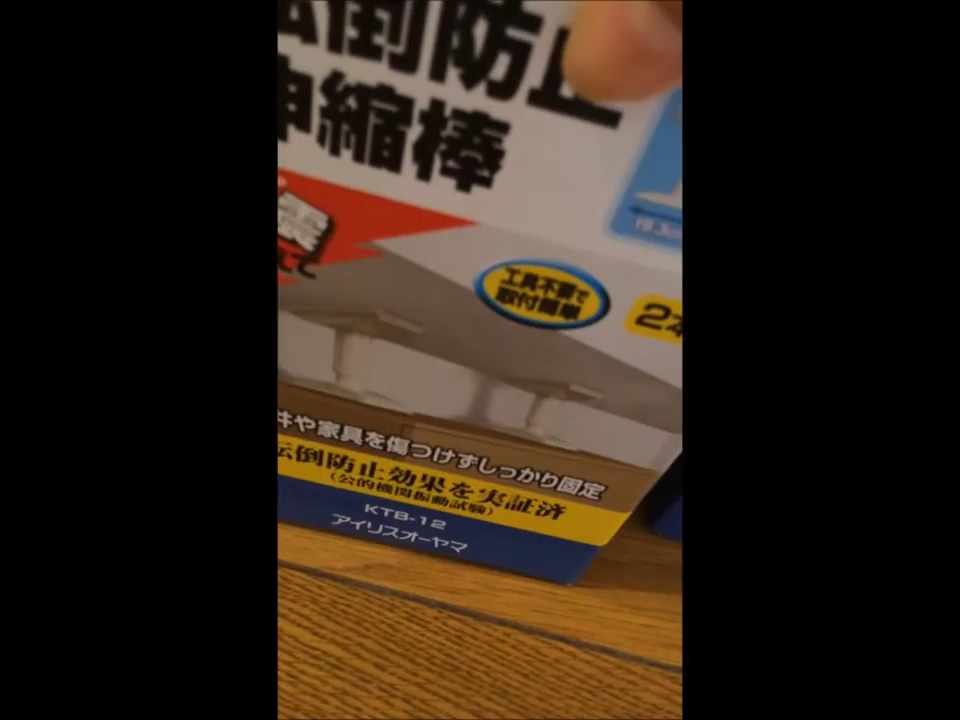 倒防止
伸縮棒
震
工具不要で
取付簡単
2本
井や家具を傷つけずしっかり固定
転倒防止効果を実証済
(公的機関振動試験)
KTB-12
アイリスオーヤマ